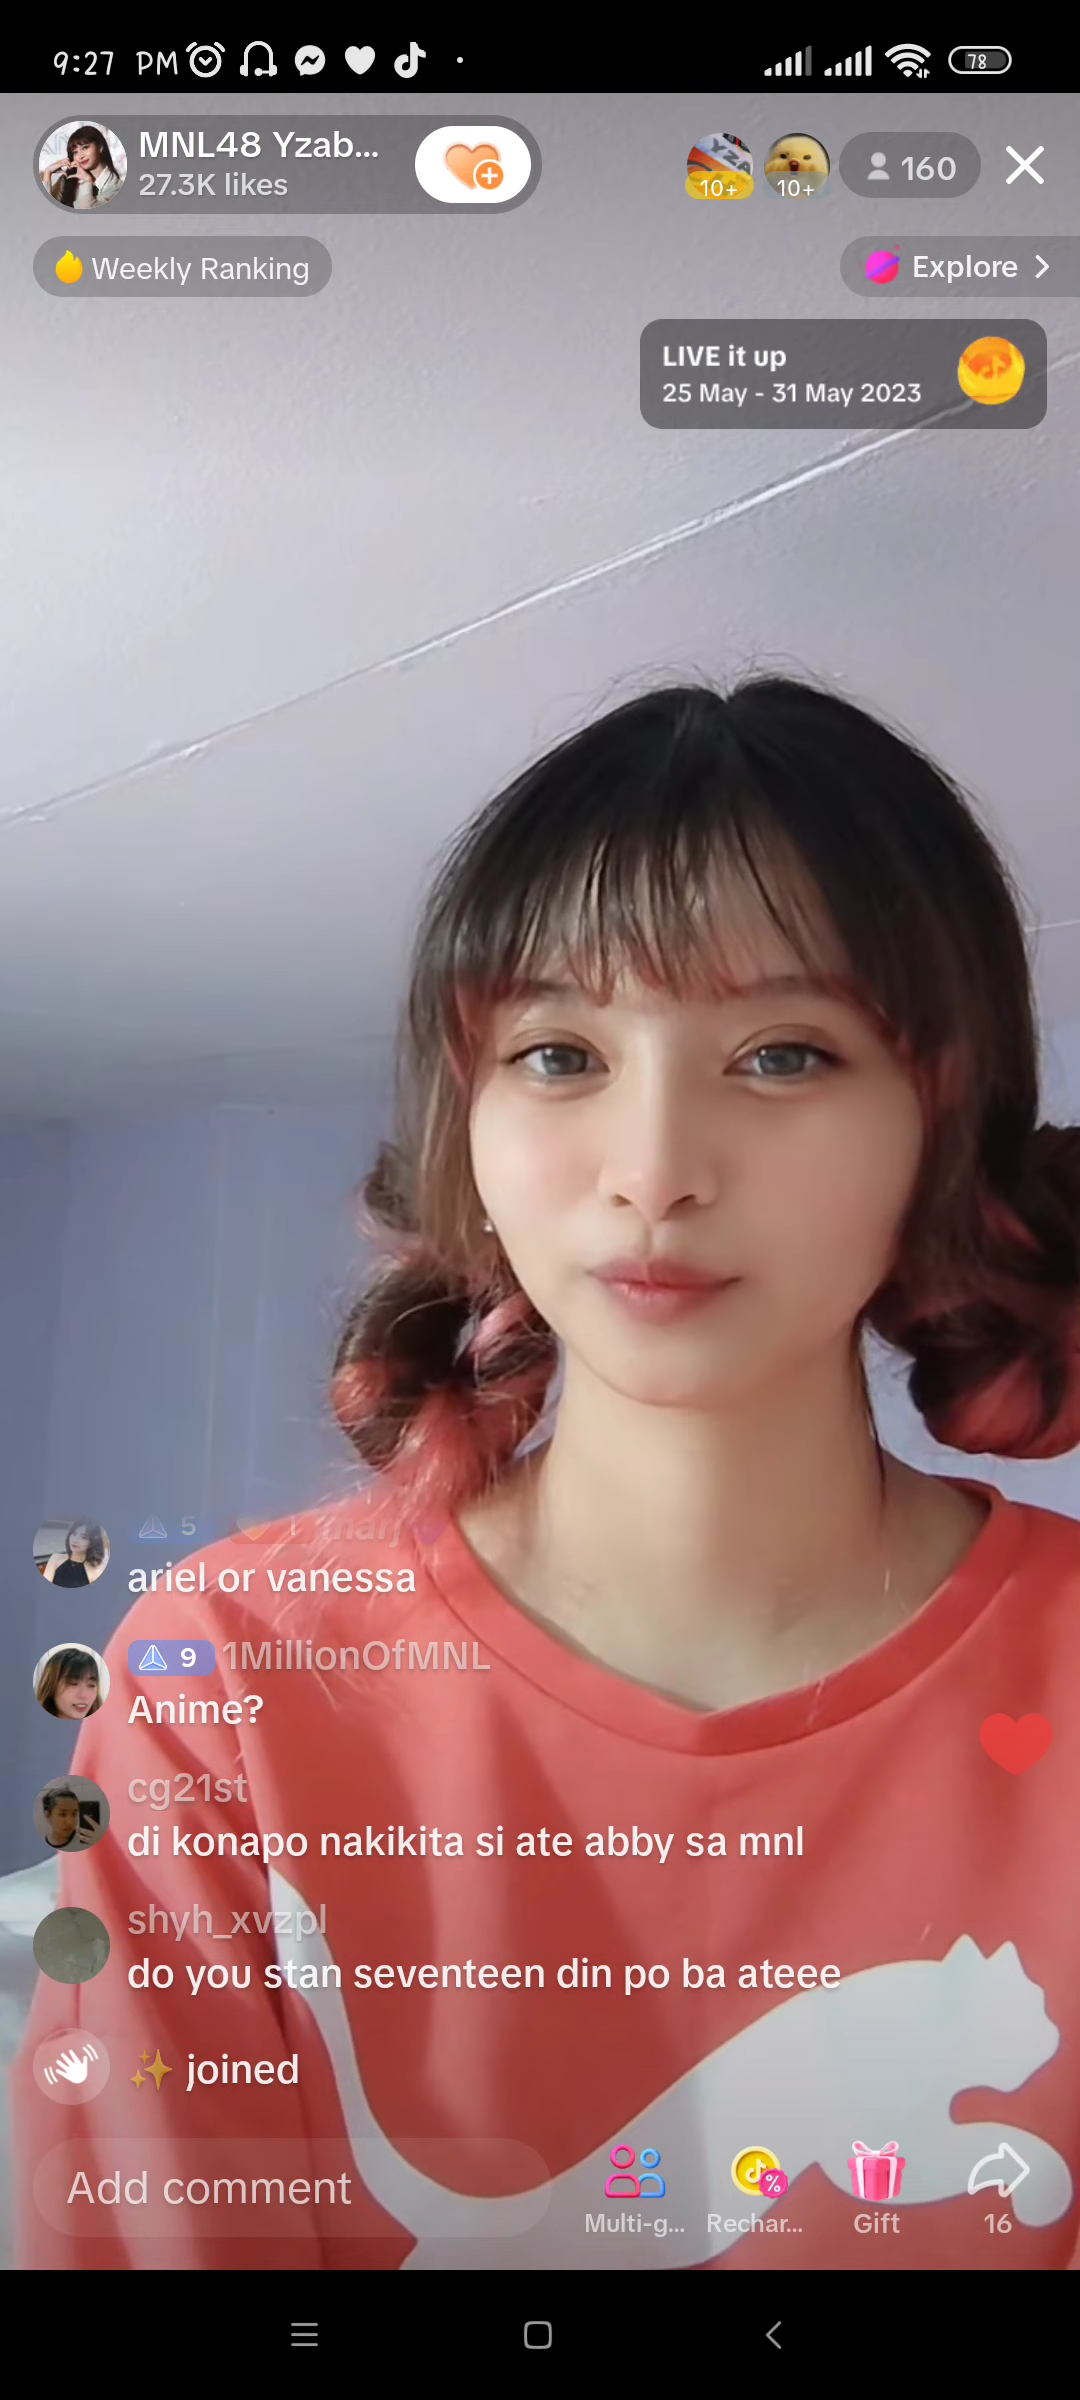 9:27 PM
78
MNL48 Yzab...
27.3K likes
10+
10+
160
Weekly Ranking
Explore
LIVE it up
25 May - 31 May 2023
5
marj
ariel or vanessa
9 1MillionOfMNL
Anime?
cg21st
di konapo nakikita si ate abby sa mnl
shyh_xvzpl
do you stan seventeen din po ba ateee
joined
Add comment
Multi-g...
Rechar...
Gift
16